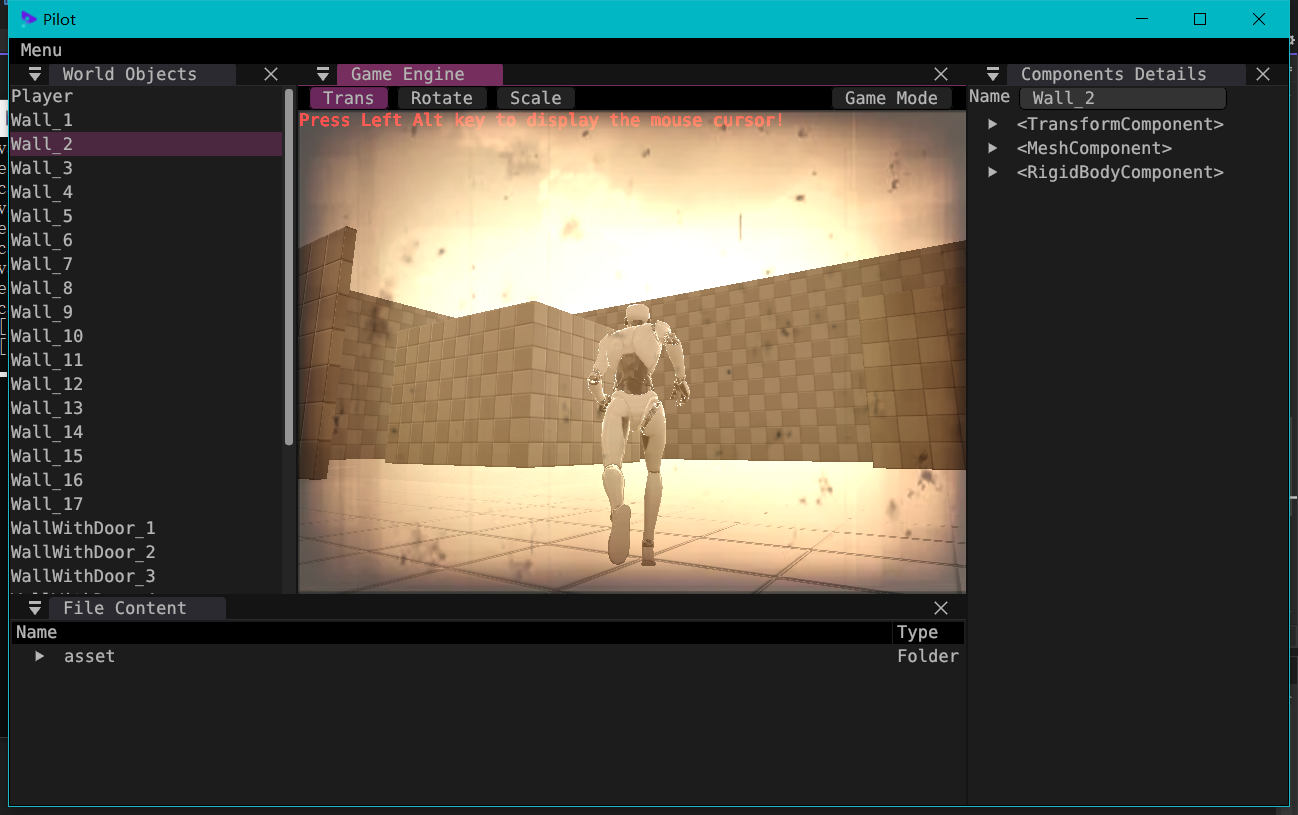 Pilot
Menu
World Objects
Player
Wall_1
Wall_2
Wall_3
Wall_4
Wall_5
Wall_6
Wall_7
Wall_8
Wall_9
Wall_10
Wall_11
Wall_12
Wall_13
Wall_14
Wall_15
Wall_16
Wall_17
WallWithDoor_1
WallWithDoor_2
WallWithDoor_3
Game Engine
Trans Rotate Scale Game Mode
Press Left Alt key to display the mouse cursor!
Components Details
Name Wall_2
<TransformComponent>
<MeshComponent>
<RigidBodyComponent>
File Content
Name Type
asset Folder